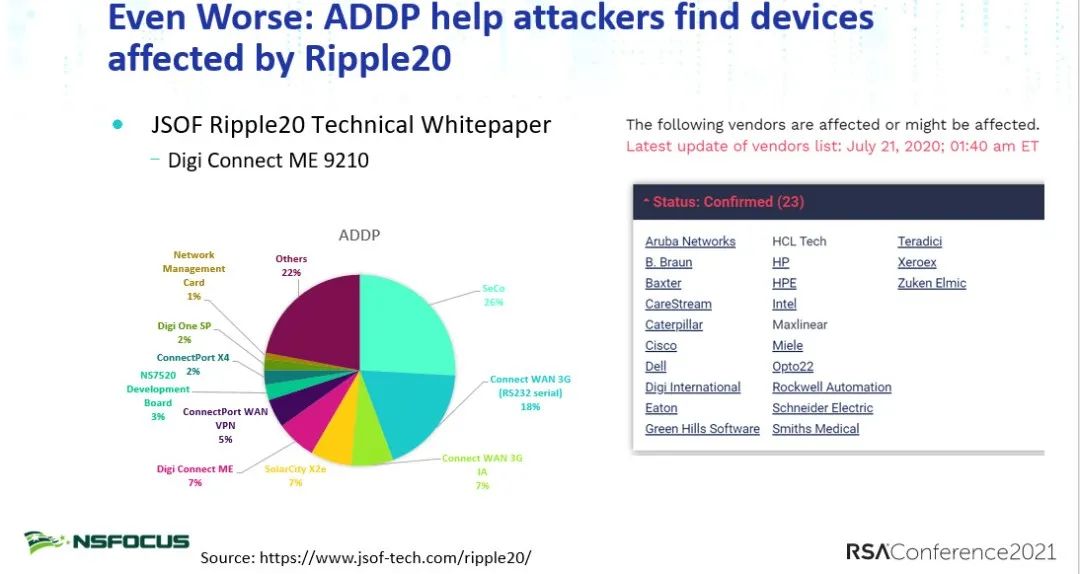 Even Worse: ADDP help attackers find devices
affected by Ripple20
• JSOF Ripple20 Technical Whitepaper
– Digi Connect ME 9210
The following vendors are affected or might be affected.
Latest update of vendors list: July 21, 2020; 01:40 am ET
ADDP
Network
Management
Card
1%
Others
22%
SeCo
26%
Digi One SP
2%
ConnectPort X4
2%
NS7520
Development
Board
3%
ConnectPort WAN
VPN
5%
Connect WAN 3G
(RS232 serial)
18%
Digi Connect ME
7%
SolarCity X2e
7%
Connect WAN 3G
IA
7%
Status: Confirmed (23)
Aruba Networks
B. Braun
Baxter
CareStream
Caterpillar
Cisco
Dell
Digi International
Eaton
Green Hills Software
HCL Tech
HP
HPE
Intel
Maxlinear
Miele
Opto22
Rockwell Automation
Schneider Electric
Smiths Medical
Teradici
Xeroex
Zuken Elmic
NSFOCUS
Source: https://www.jsof-tech.com/ripple20/
RSA Conference2021